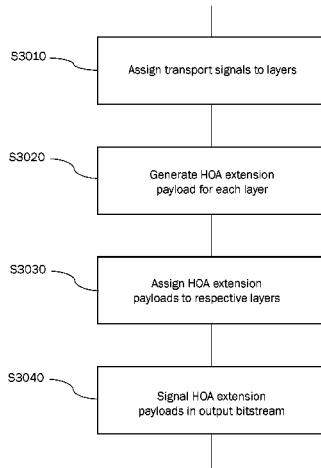 S3010
Assign transport signals to layers
S3020
Generate HOA extension
payload for each layer
S3030
Assign HOA extension
payloads to respective layers
S3040
Signal HOA extension
payloads in output bitstream